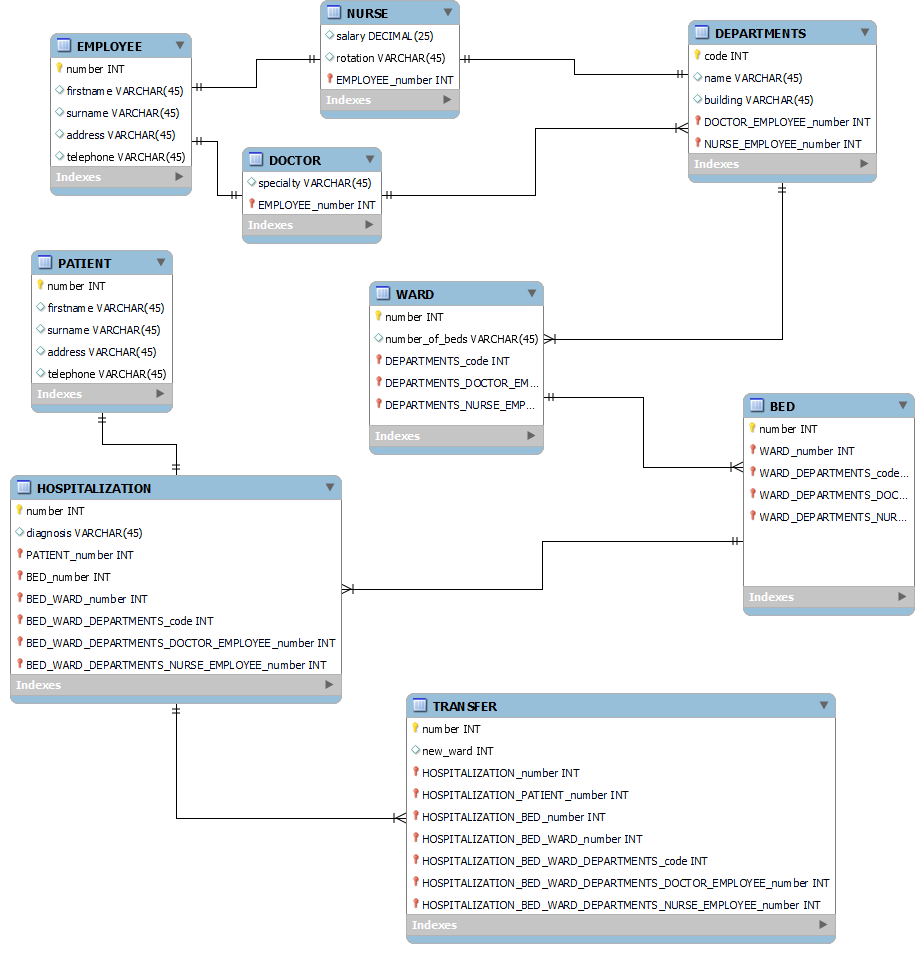 EMPLOYEE
number INT
firstname VARCHAR(45)
surname VARCHAR(45)
address VARCHAR(45)
telephone VARCHAR(45)
Indexes
NURSE
salary DECIMAL(25)
rotation VARCHAR(45)
EMPLOYEE_number INT
Indexes
DEPARTMENTS
code INT
name VARCHAR(45)
building VARCHAR(45)
DOCTOR_EMPLOYEE_number INT
NURSE_EMPLOYEE_number INT
Indexes
DOCTOR
specialty VARCHAR(45)
EMPLOYEE_number INT
Indexes
PATIENT
number INT
firstname VARCHAR(45)
surname VARCHAR(45)
address VARCHAR(45)
telephone VARCHAR(45)
Indexes
WARD
number INT
number_of_beds VARCHAR(45)
DEPARTMENTS_code INT
DEPARTMENTS_DOCTOR_EM...
DEPARTMENTS_NURSE_EMP...
Indexes
BED
number INT
WARD_number INT
WARD_DEPARTMENTS_code...
WARD_DEPARTMENTS_DOC...
WARD_DEPARTMENTS_NUR...
Indexes
HOSPITALIZATION
number INT
diagnosis VARCHAR(45)
PATIENT_number INT
BED_number INT
BED_WARD_number INT
BED_WARD_DEPARTMENTS_code INT
BED_WARD_DEPARTMENTS_DOCTOR_EMPLOYEE_number INT
BED_WARD_DEPARTMENTS_NURSE_EMPLOYEE_number INT
Indexes
TRANSFER
number INT
new_ward INT
HOSPITALIZATION_number INT
HOSPITALIZATION_PATIENT_number INT
HOSPITALIZATION_BED_number INT
HOSPITALIZATION_BED_WARD_number INT
HOSPITALIZATION_BED_WARD_DEPARTMENTS_code INT
HOSPITALIZATION_BED_WARD_DEPARTMENTS_DOCTOR_EMPLOYEE_number INT
HOSPITALIZATION_BED_WARD_DEPARTMENTS_NURSE_EMPLOYEE_number INT
Indexes